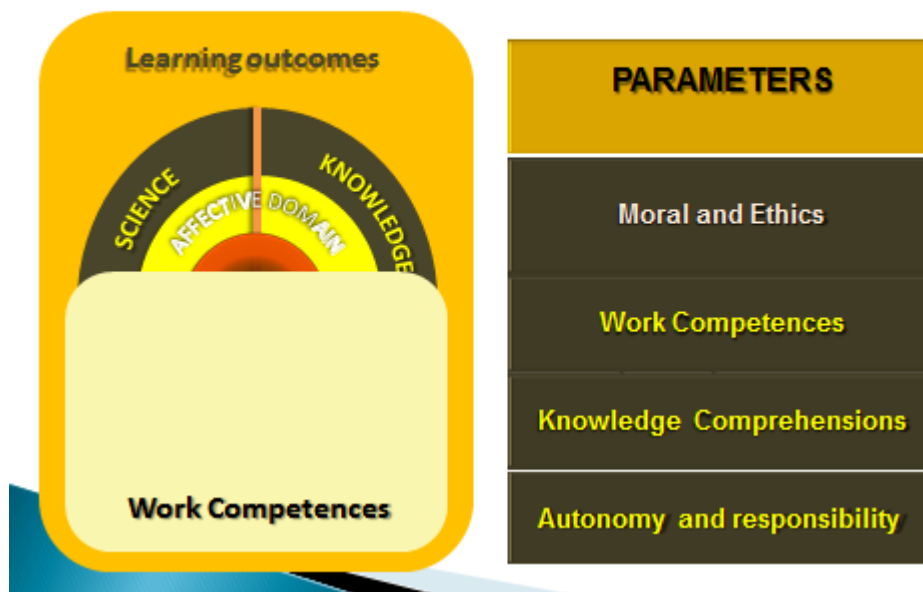 Learning outcomes
SCIENCE
KNOWLEDGE
AFFECTIVE DOMAIN
Work Competences
PARAMETERS
Moral and Ethics
Work Competences
Knowledge Comprehensions
Autonomy and responsibility